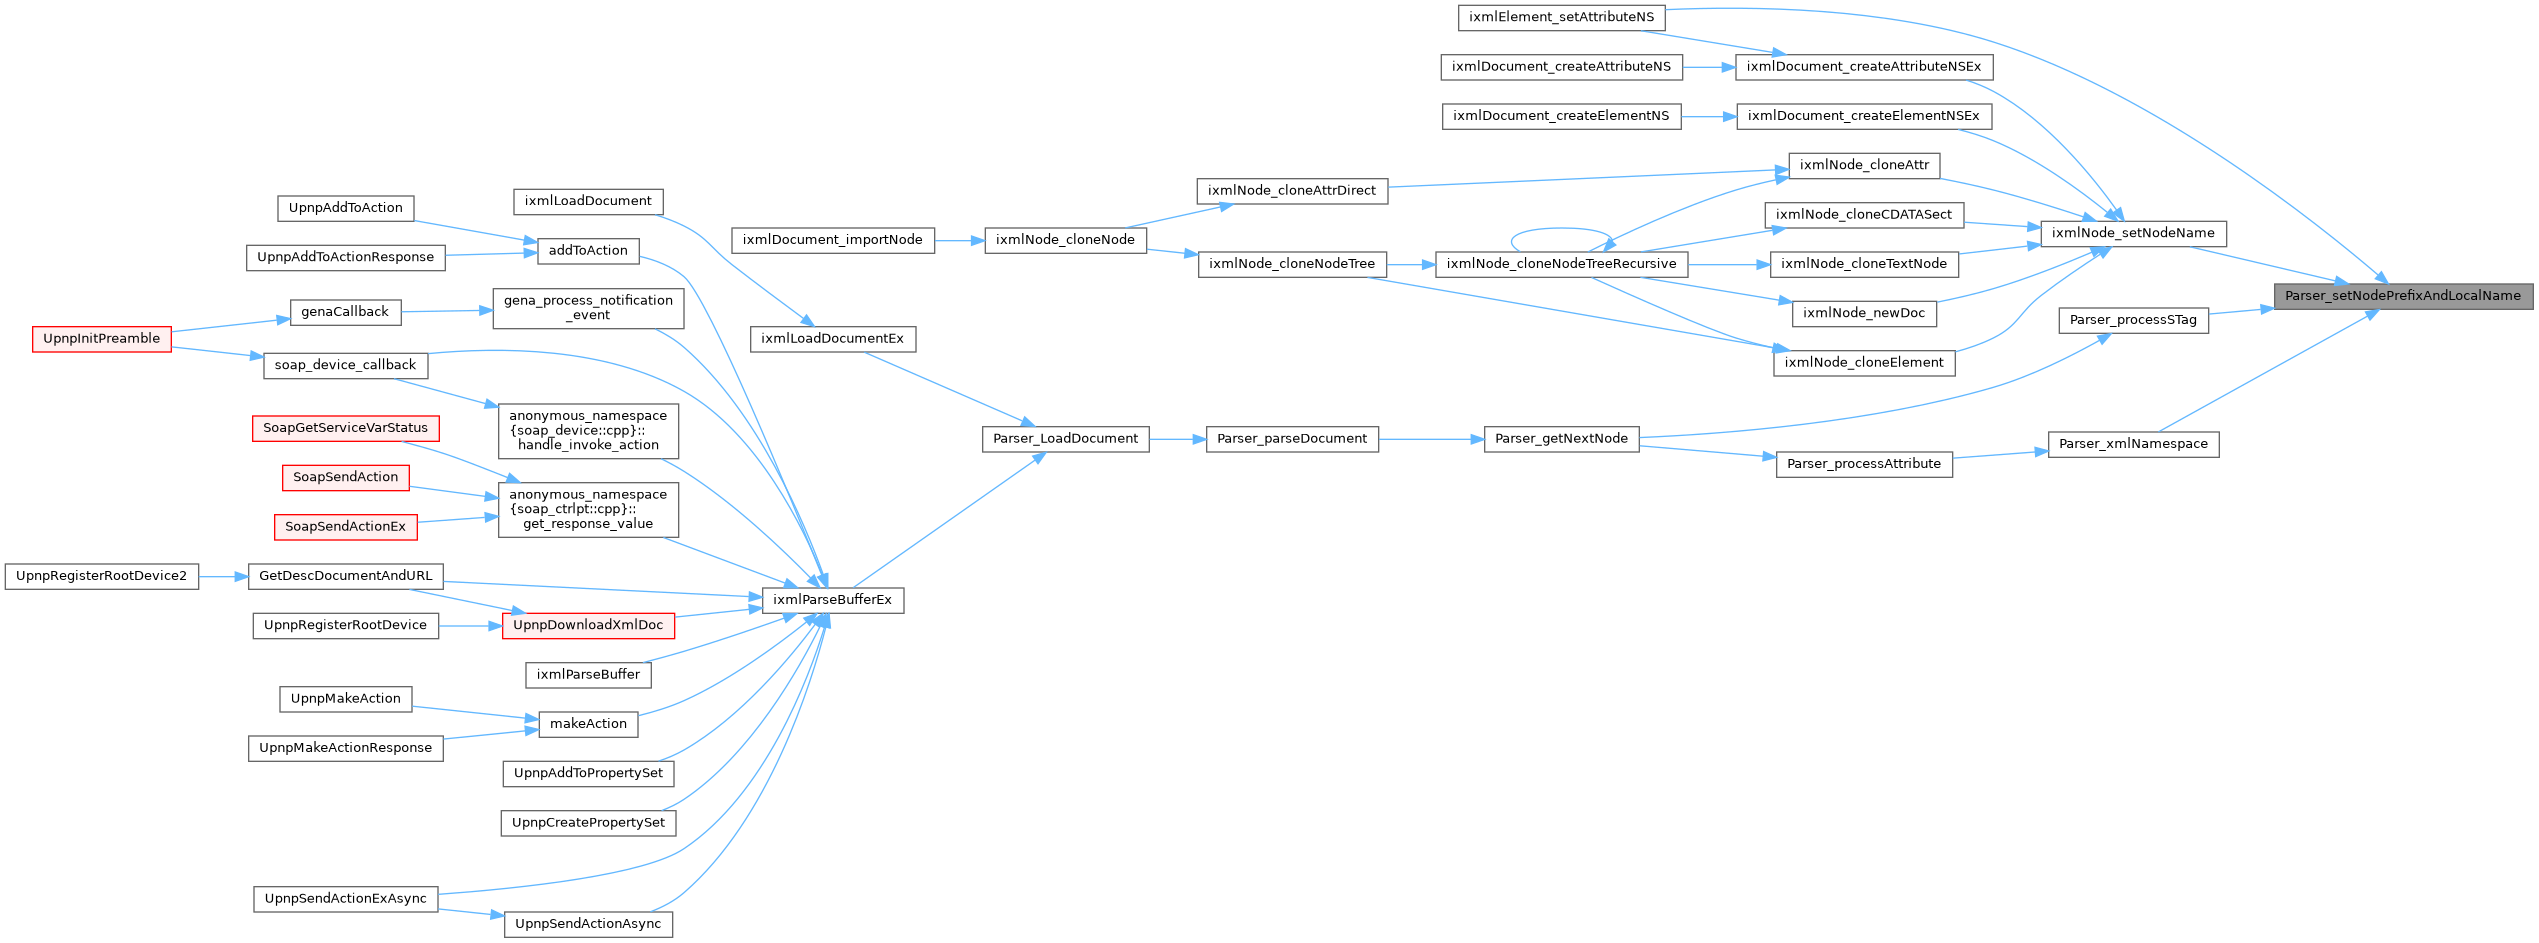 ixmlElement_setAttributeNS
ixmlDocument_createAttributeNS
ixmlDocument_createAttributeNSEx
ixmlDocument_createElementNS
ixmlDocument_createElementNSEx
ixmlNode_cloneAttr
ixmlNode_cloneAttrDirect
ixmlLoadDocument
UpnpAddToAction
ixmlNode_cloneCDATASect
ixmlNode_setNodeName
ixmlDocument_importNode
ixmlNode_cloneNode
addToAction
UpnpAddToActionResponse
ixmlNode_cloneNodeTree
ixmlNode_cloneNodeTreeRecursive
ixmlNode_cloneTextNode
Parser_setNodePrefixAndLocalName
gena_process_notification
_event
genaCallback
ixmlNode_newDoc
Parser_processSTag
UpnpInitPreamble
ixmlLoadDocumentEx
soap_device_callback
ixmlNode_cloneElement
anonymous_namespace
{soap_device::cpp}::
handle_invoke_action
SoapGetServiceVarStatus
Parser_LoadDocument
Parser_parseDocument
Parser_getNextNode
Parser_xmlNamespace
Parser_processAttribute
SoapSendAction
anonymous_namespace
{soap_ctrlpt::cpp}::
get_response_value
SoapSendActionEx
UpnpRegisterRootDevice2
GetDescDocumentAndURL
ixmlParseBufferEx
UpnpRegisterRootDevice
UpnpDownloadXmlDoc
ixmlParseBuffer
UpnpMakeAction
makeAction
UpnpMakeActionResponse
UpnpAddToPropertySet
UpnpCreatePropertySet
UpnpSendActionExAsync
UpnpSendActionAsync